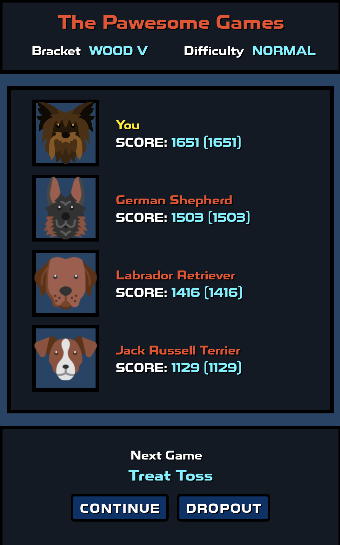 The Pawesome Games
Bracket WOOD V Difficulty NORMAL
You
SCORE: 1651 (1651)
German Shepherd
SCORE: 1503 (1503)
Labrador Retriever
SCORE: 1416 (1416)
Jack Russell Terrier
SCORE: 1129 (1129)
Next Game
Treat Toss
CONTINUE DROPOUT